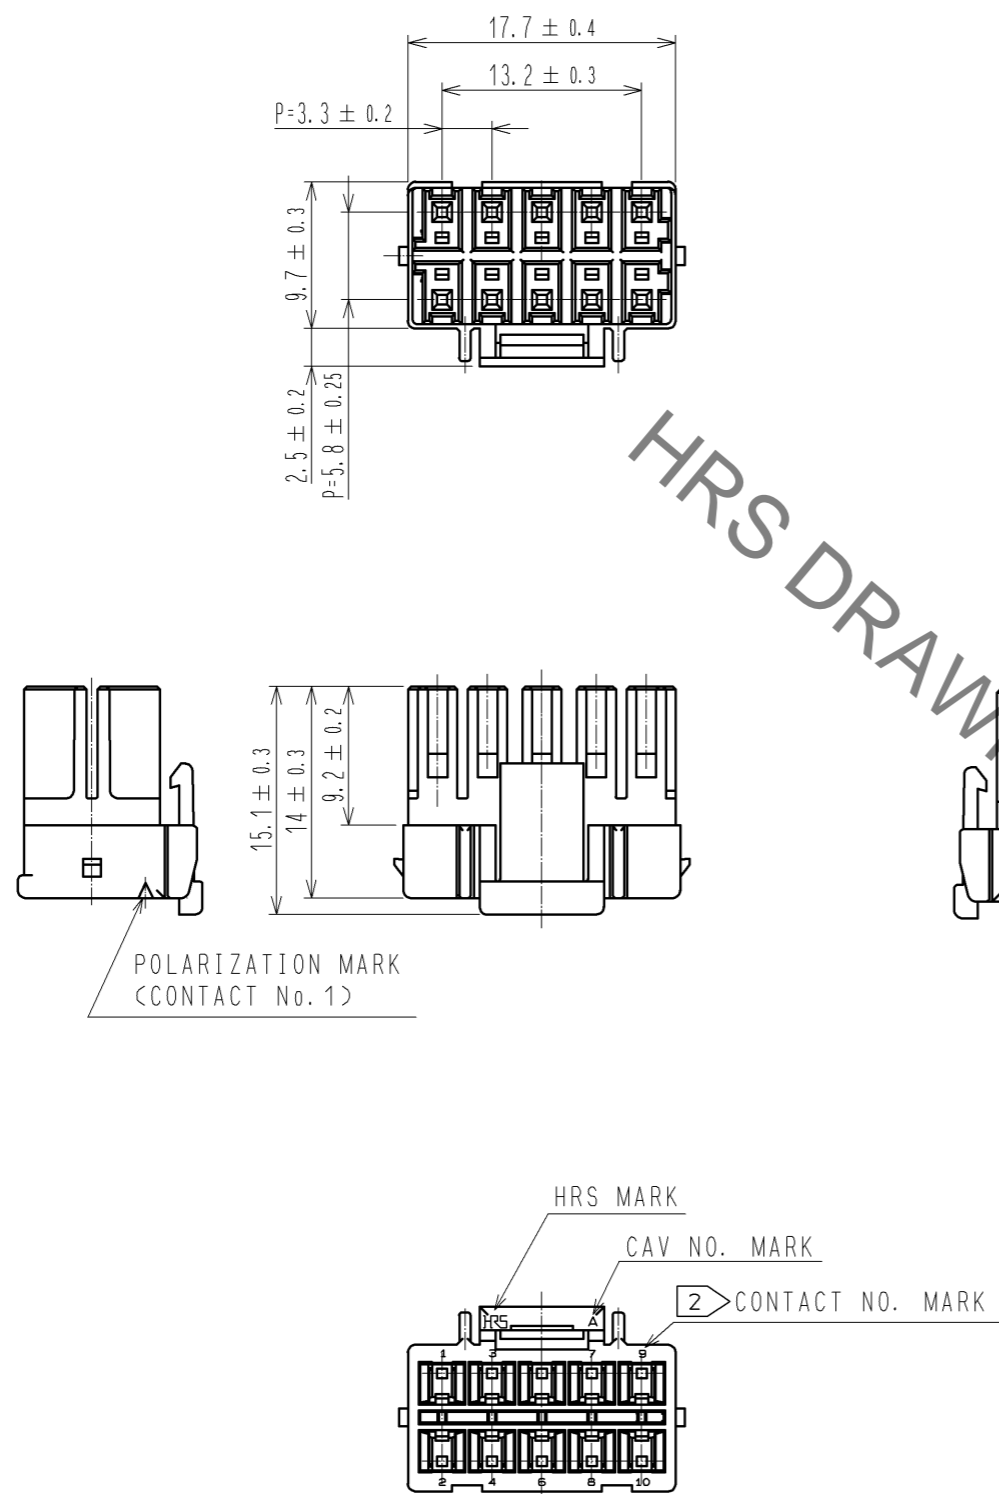 17.7 ± 0.4
13.2 ± 0.3
P=3.3 ± 0.2
9.7 ± 0.3
2.5 ± 0.2
P=5.8 ± 0.25
HRS DRAW
15.1 ± 0.3
14 ± 0.3
9.2 ± 0.2
POLARIZATION MARK
(CONTACT No.1)
HRS MARK
CAV NO. MARK
2 CONTACT NO. MARK
HRS A
1 3 7 9
2 4 6 8 10